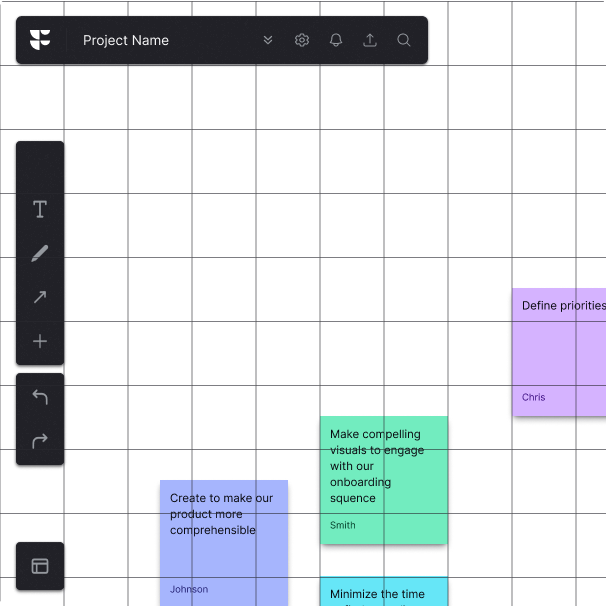 Project Name
Define priorities
Chris
Make compelling
visuals to engage
with our
onboarding
squence
Smith
Create to make our
product more
comprehensible
Johnson
Minimize the time